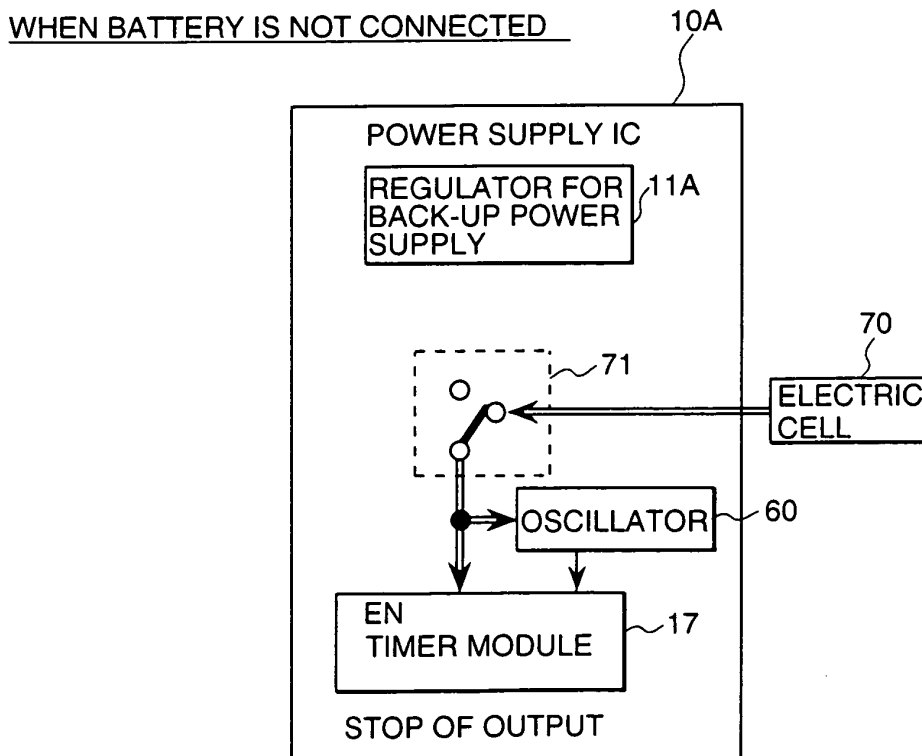 WHEN BATTERY IS NOT CONNECTED
10A
POWER SUPPLY IC
REGULATOR FOR
BACK-UP POWER
SUPPLY
11A
71
70
ELECTRIC
CELL
OSCILLATOR
60
EN
TIMER MODULE
17
STOP OF OUTPUT